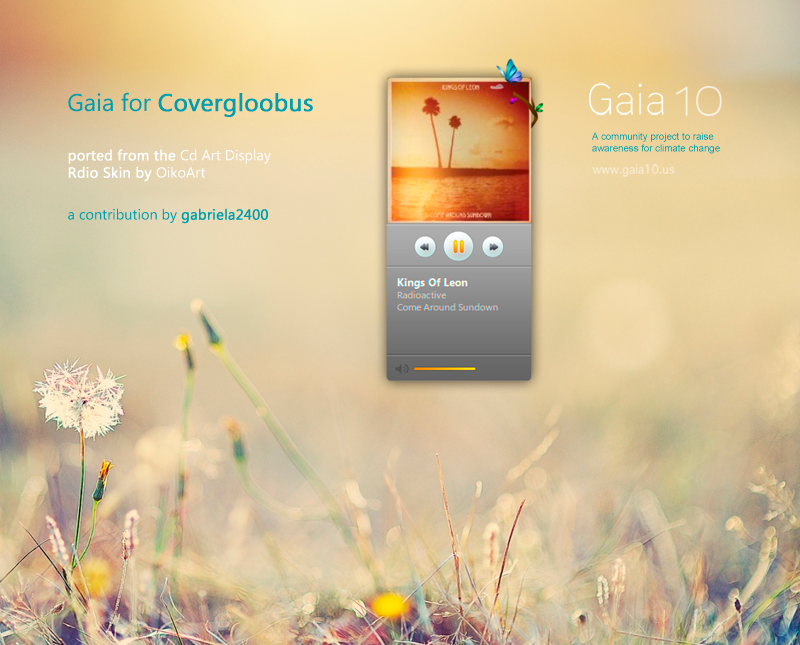 Gaia for Covergloobus
ported from the Cd Art Display
Rdio Skin by OikoArt
a contribution by gabriela2400
KINGS OF LEON
COME AROUND SUNDOWN
Kings Of Leon
Radioactive
Come Around Sundown
Gaia 10
A community project to raise
awareness for climate change
www.gaia10.us